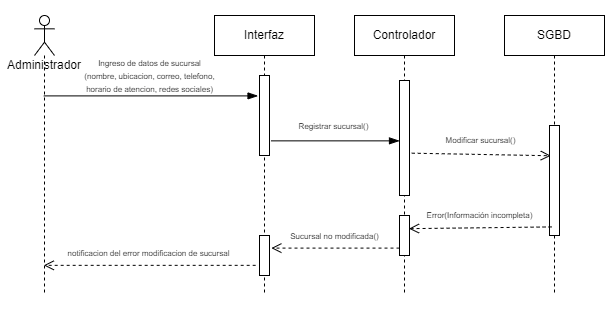 Administrador
Interfaz
Controlador
SGBD
Ingreso de datos de sucursal
(nombre, ubicacion, correo, telefono,
horario de atencion, redes sociales)
Registrar sucursal()
Modificar sucursal()
Error(Información incompleta)
Sucursal no modificada()
notificacion del error modificacion de sucursal